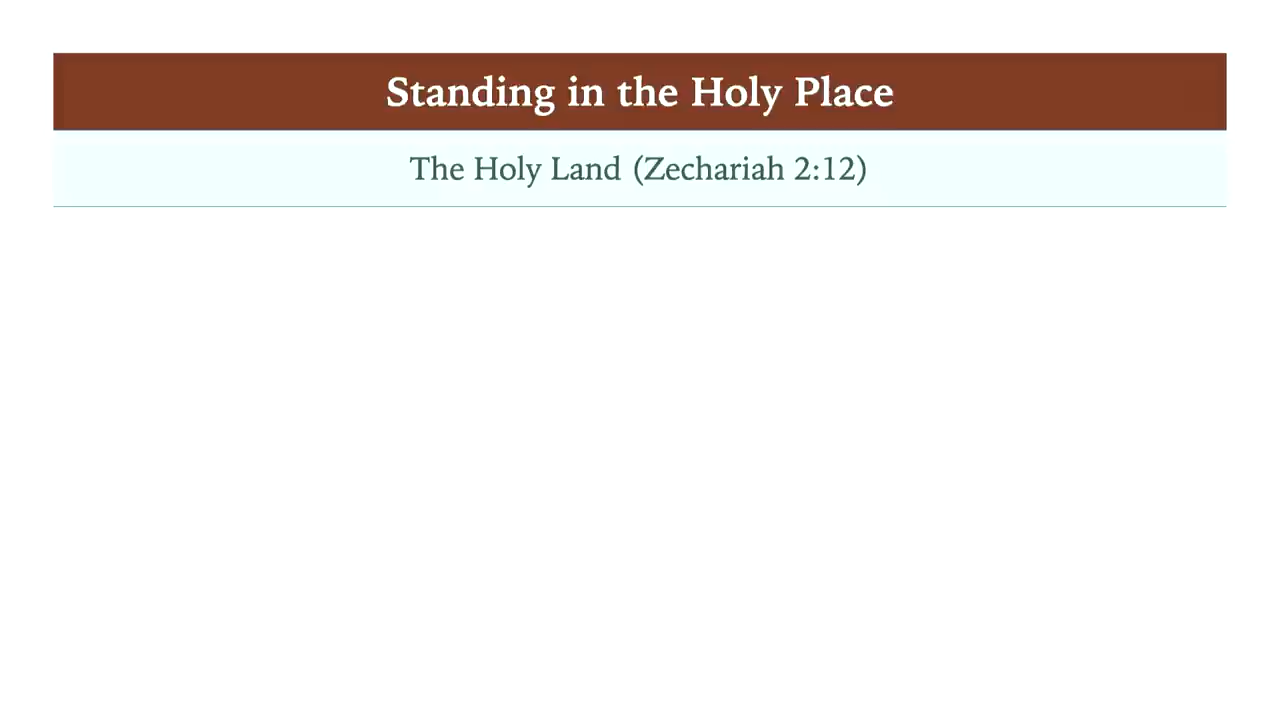 Standing in the Holy Place
The Holy Land (Zechariah 2:12)